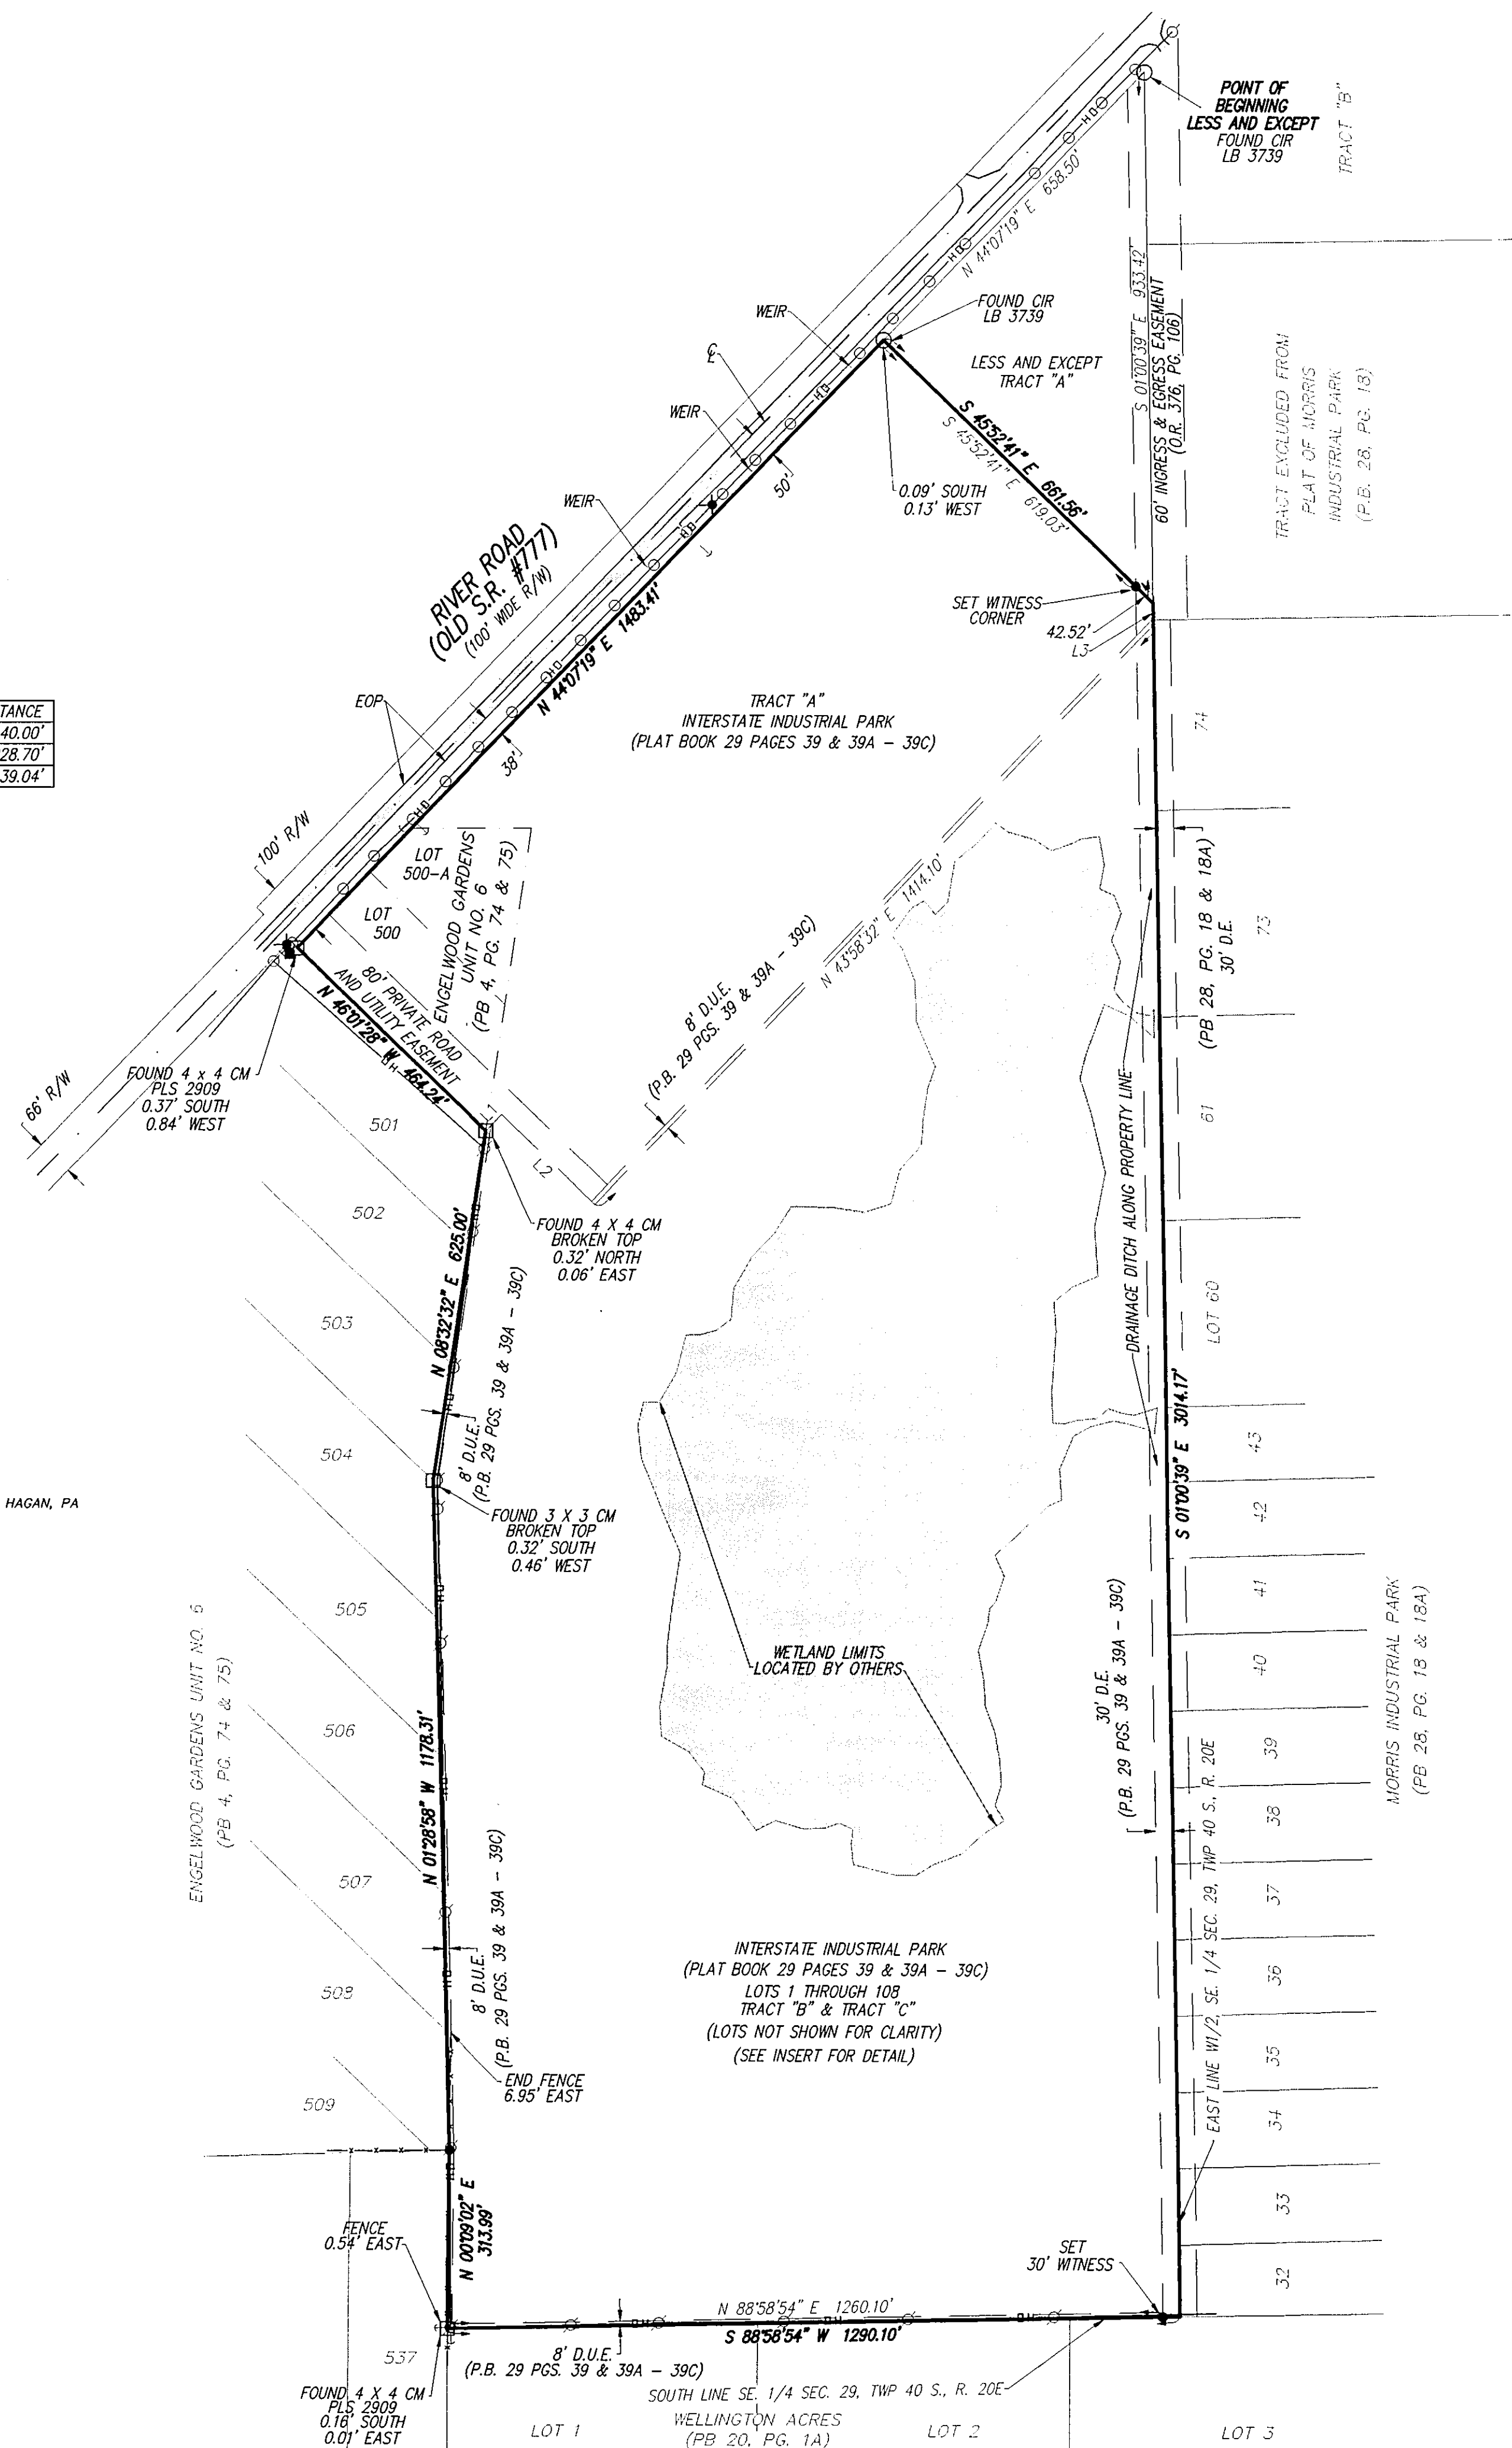 POINT OF
BEGINNING
LESS AND EXCEPT
FOUND CIR
LB 3739
TRACT "B"
N 44°07'19" E 658.50'
S 01°00'39" E 933.42'
60' INGRESS & EGRESS EASEMENT
(O.R. 376, PG. 106)
FOUND CIR
LB 3739
WEIR
LESS AND EXCEPT
TRACT "A"
TRACT EXCLUDED FROM
PLAT OF MORRIS
INDUSTRIAL PARK
(P.B. 28, PG. 18)
WEIR
S 45°52'41" E 661.56'
S 45°52'41" E 619.03'
50'
0.09' SOUTH
0.13' WEST
WEIR
RIVER ROAD
(OLD S.R. #777)
(100' WIDE R/W)
N 44°07'19" E 1483.41'
SET WITNESS
CORNER
42.52'
L3
TANCE
40.00'
28.70'
39.04'
EOP
TRACT "A"
INTERSTATE INDUSTRIAL PARK
(PLAT BOOK 29 PAGES 39 & 39A - 39C)
74
38'
100' R/W
LOT
500-A
LOT
500
ENGELWOOD GARDENS
UNIT NO. 6
(PB 4, PG. 74 & 75)
N 43°58'32" E 1414.10'
8' D.U.E.
(P.B. 29 PGS. 39 & 39A - 39C)
(PB 28, PG. 18 & 18A)
30' D.E.
73
80' PRIVATE ROAD
AND UTILITY EASEMENT
N 46°01'28" W 464.24'
FOUND 4 x 4 CM
PLS 2909
0.37' SOUTH
0.84' WEST
66' R/W
501
L1
L2
61
DRAINAGE DITCH ALONG PROPERTY LINE
502
FOUND 4 X 4 CM
BROKEN TOP
0.32' NORTH
0.06' EAST
N 08°32'32" E 625.00'
503
8' D.U.E.
(P.B. 29 PGS. 39 & 39A - 39C)
LOT 60
S 01°00'39" E 3014.17'
504
43
HAGAN, PA
FOUND 3 X 3 CM
BROKEN TOP
0.32' SOUTH
0.46' WEST
42
505
41
30' D.E.
(P.B. 29 PGS. 39 & 39A - 39C)
MORRIS INDUSTRIAL PARK
(PB 28, PG. 18 & 18A)
ENGELWOOD GARDENS UNIT NO. 6
(PB 4, PG. 74 & 75)
WETLAND LIMITS
LOCATED BY OTHERS
40
506
N 01°28'58" W 1178.31'
39
38
507
8' D.U.E.
(P.B. 29 PGS. 39 & 39A - 39C)
37
EAST LINE W1/2, SE. 1/4 SEC. 29, TWP 40 S., R. 20E
INTERSTATE INDUSTRIAL PARK
(PLAT BOOK 29 PAGES 39 & 39A - 39C)
LOTS 1 THROUGH 108
TRACT "B" & TRACT "C"
(LOTS NOT SHOWN FOR CLARITY)
(SEE INSERT FOR DETAIL)
36
508
35
END FENCE
6.95' EAST
509
34
N 00°09'02" E
313.99'
33
FENCE
0.54' EAST
SET
30' WITNESS
32
N 88°58'54" E 1260.10'
S 88°58'54" W 1290.10'
8' D.U.E.
(P.B. 29 PGS. 39 & 39A - 39C)
537
FOUND 4 X 4 CM
PLS 2909
0.16' SOUTH
0.01' EAST
SOUTH LINE SE. 1/4 SEC. 29, TWP 40 S., R. 20E
LOT 1
WELLINGTON ACRES
(PB 20, PG. 1A)
LOT 2
LOT 3